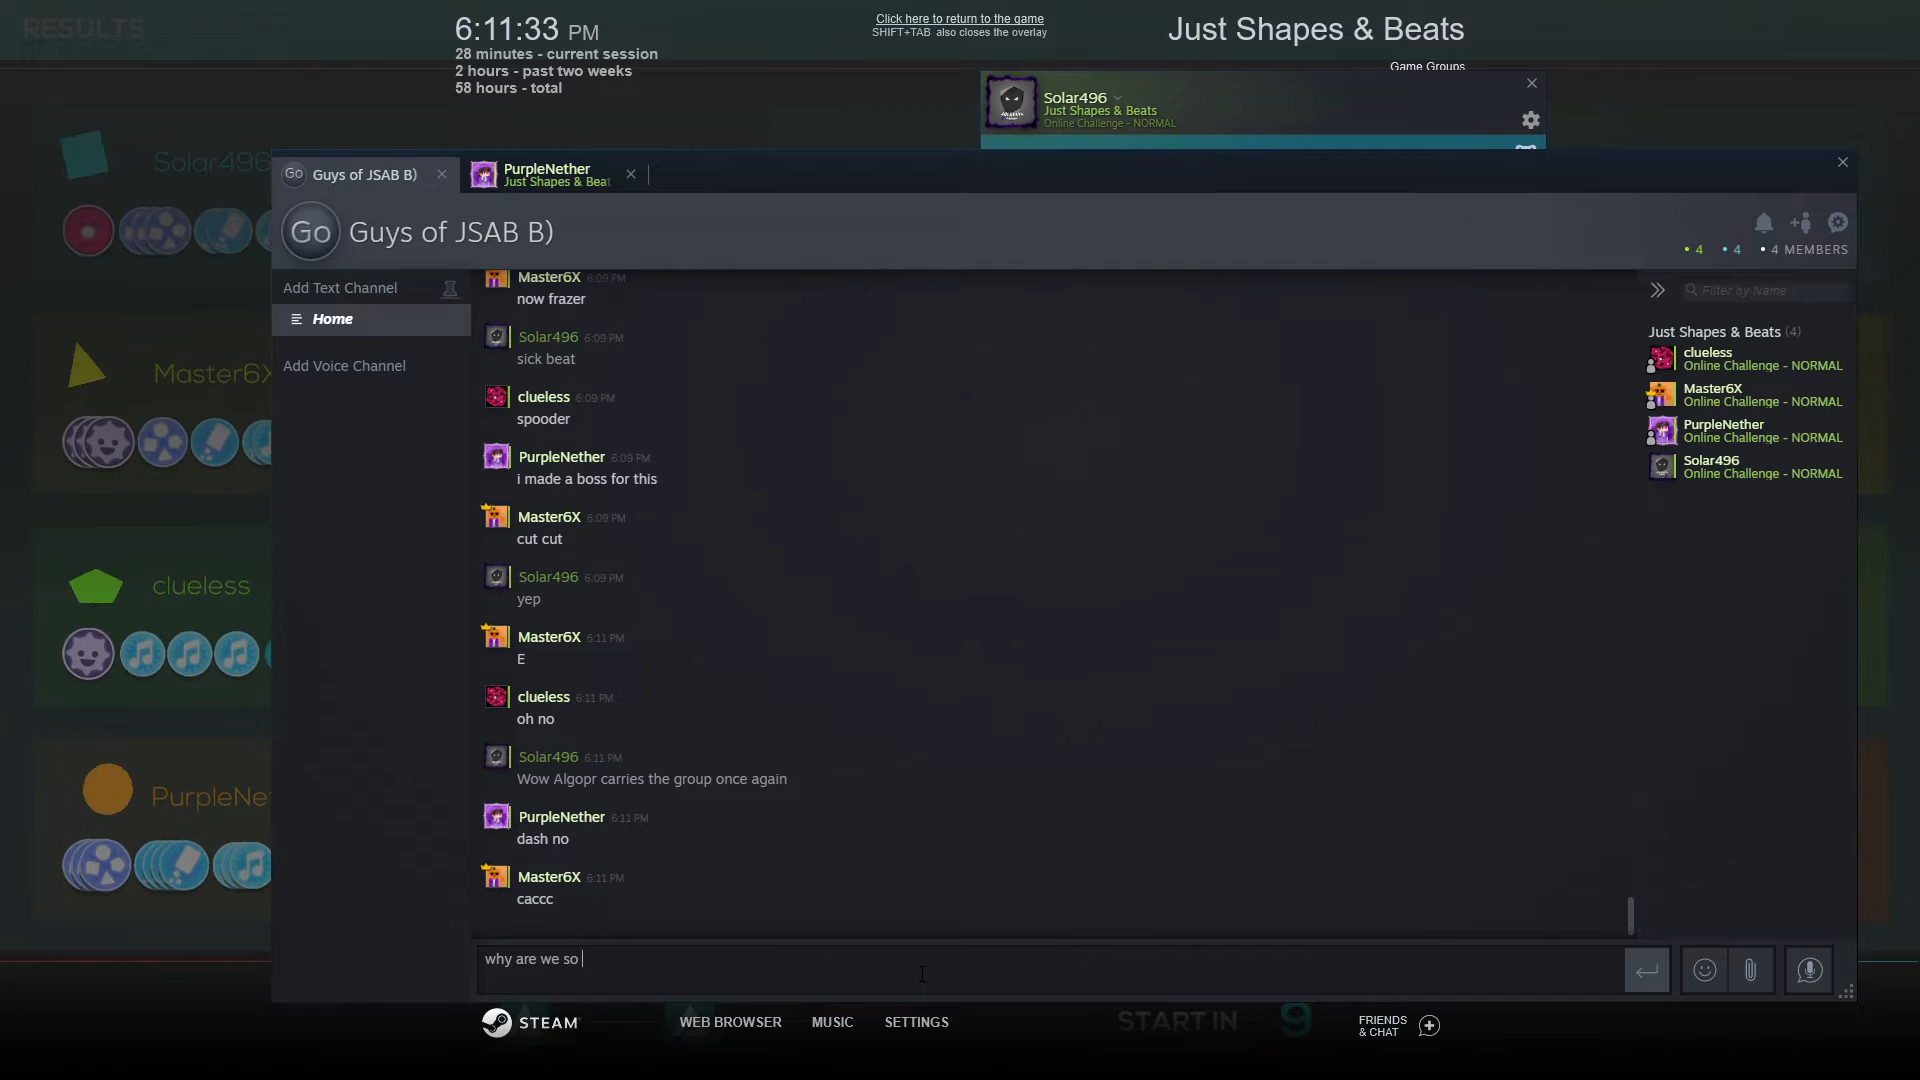 RESULTS
6:11:33 PM
28 minutes - current session
2 hours - past two weeks
58 hours - total
Click here to return to the game
SHIFT+TAB also closes the overlay
Just Shapes & Beats
Game Groups
Solar496
Just Shapes & Beats
Online Challenge - NORMAL
Go Guys of JSAB B)
PurpleNether
Just Shapes & Beat
Go Guys of JSAB B)
4 4 4 MEMBERS
Add Text Channel
Home
Add Voice Channel
Filter by Name
Just Shapes & Beats (4)
clueless
Online Challenge - NORMAL
Master6X
Online Challenge - NORMAL
PurpleNether
Online Challenge - NORMAL
Solar496
Online Challenge - NORMAL
Master6X 6:09 PM
now frazer
Solar496 6:09 PM
sick beat
clueless 6:09 PM
spooder
PurpleNether 6:09 PM
i made a boss for this
Master6X 6:09 PM
cut cut
Solar496 6:09 PM
yep
Master6X 6:11 PM
E
clueless 6:11 PM
oh no
Solar496 6:11 PM
Wow Algopr carries the group once again
PurpleNether 6:11 PM
dash no
Master6X 6:11 PM
caccc
why are we so
Solar496
Master6X
clueless
PurpleNet
STEAM
WEB BROWSER
MUSIC
SETTINGS
START IN 9
FRIENDS
& CHAT